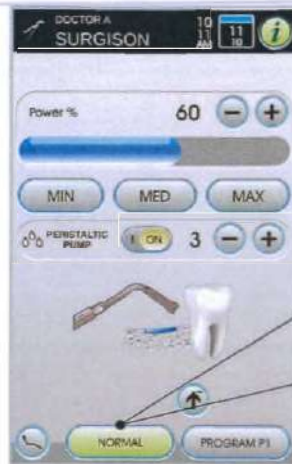 DOCTOR A
SURGISON
10
11
AM
11
10
i
Power % 60 - +
MIN MED MAX
PERISTALTIC
PUMP
I ON 3 - +
NORMAL PROGRAM P1